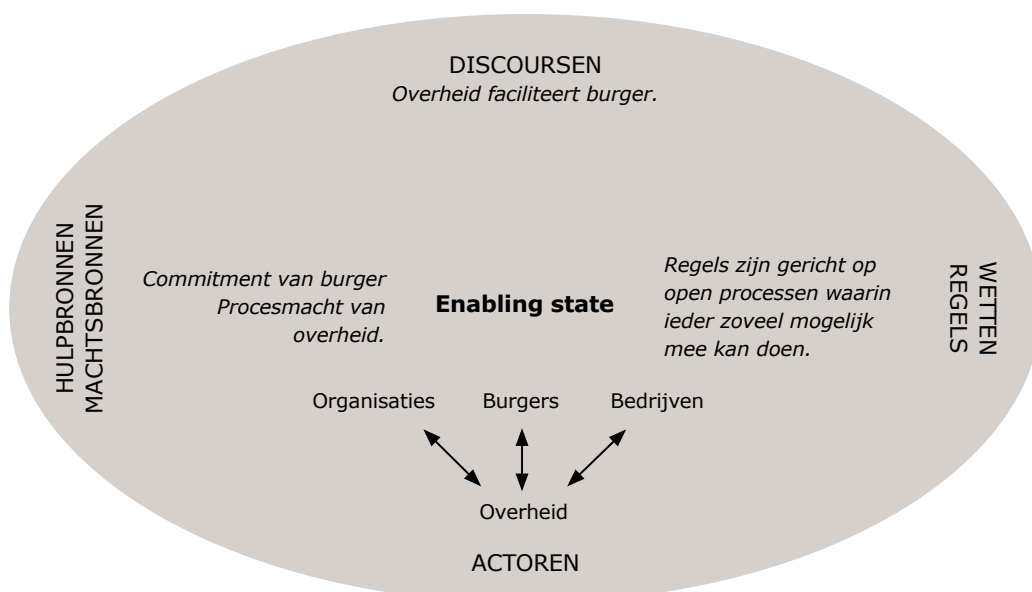 DISCOURSEN
Overheid faciliteert burger.
HULPBRONNEN
MACHTSBRONNEN
Commitment van burger
Procesmacht van
overheid.
Enabling state
Regels zijn gericht op
open processen waarin
ieder zoveel mogelijk
mee kan doen.
WETTEN
REGELS
Organisaties Burgers Bedrijven
Overheid
ACTOREN